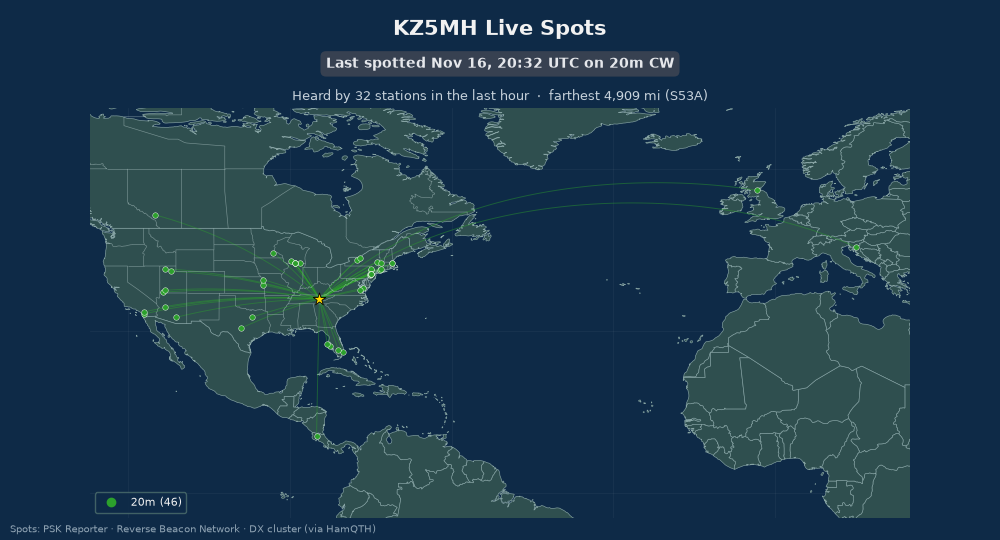 KZ5MH Live Spots
Last spotted Nov 16, 20:32 UTC on 20m CW
Heard by 32 stations in the last hour · farthest 4,909 mi (S53A)
20m (46)
Spots: PSK Reporter · Reverse Beacon Network · DX cluster (via HamQTH)